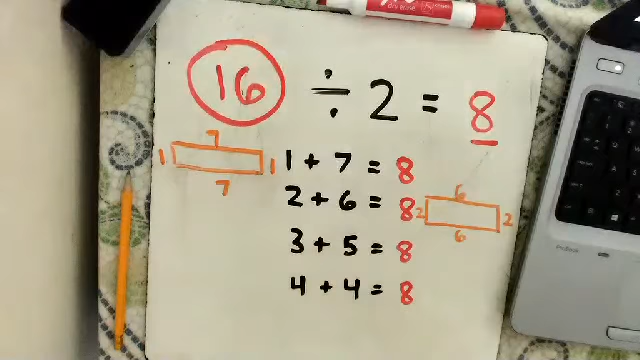 16 ÷ 2 = 8
7
1 1
7
1 + 7 = 8
2 + 6 = 8
6
2 2
6
3 + 5 = 8
4 + 4 = 8